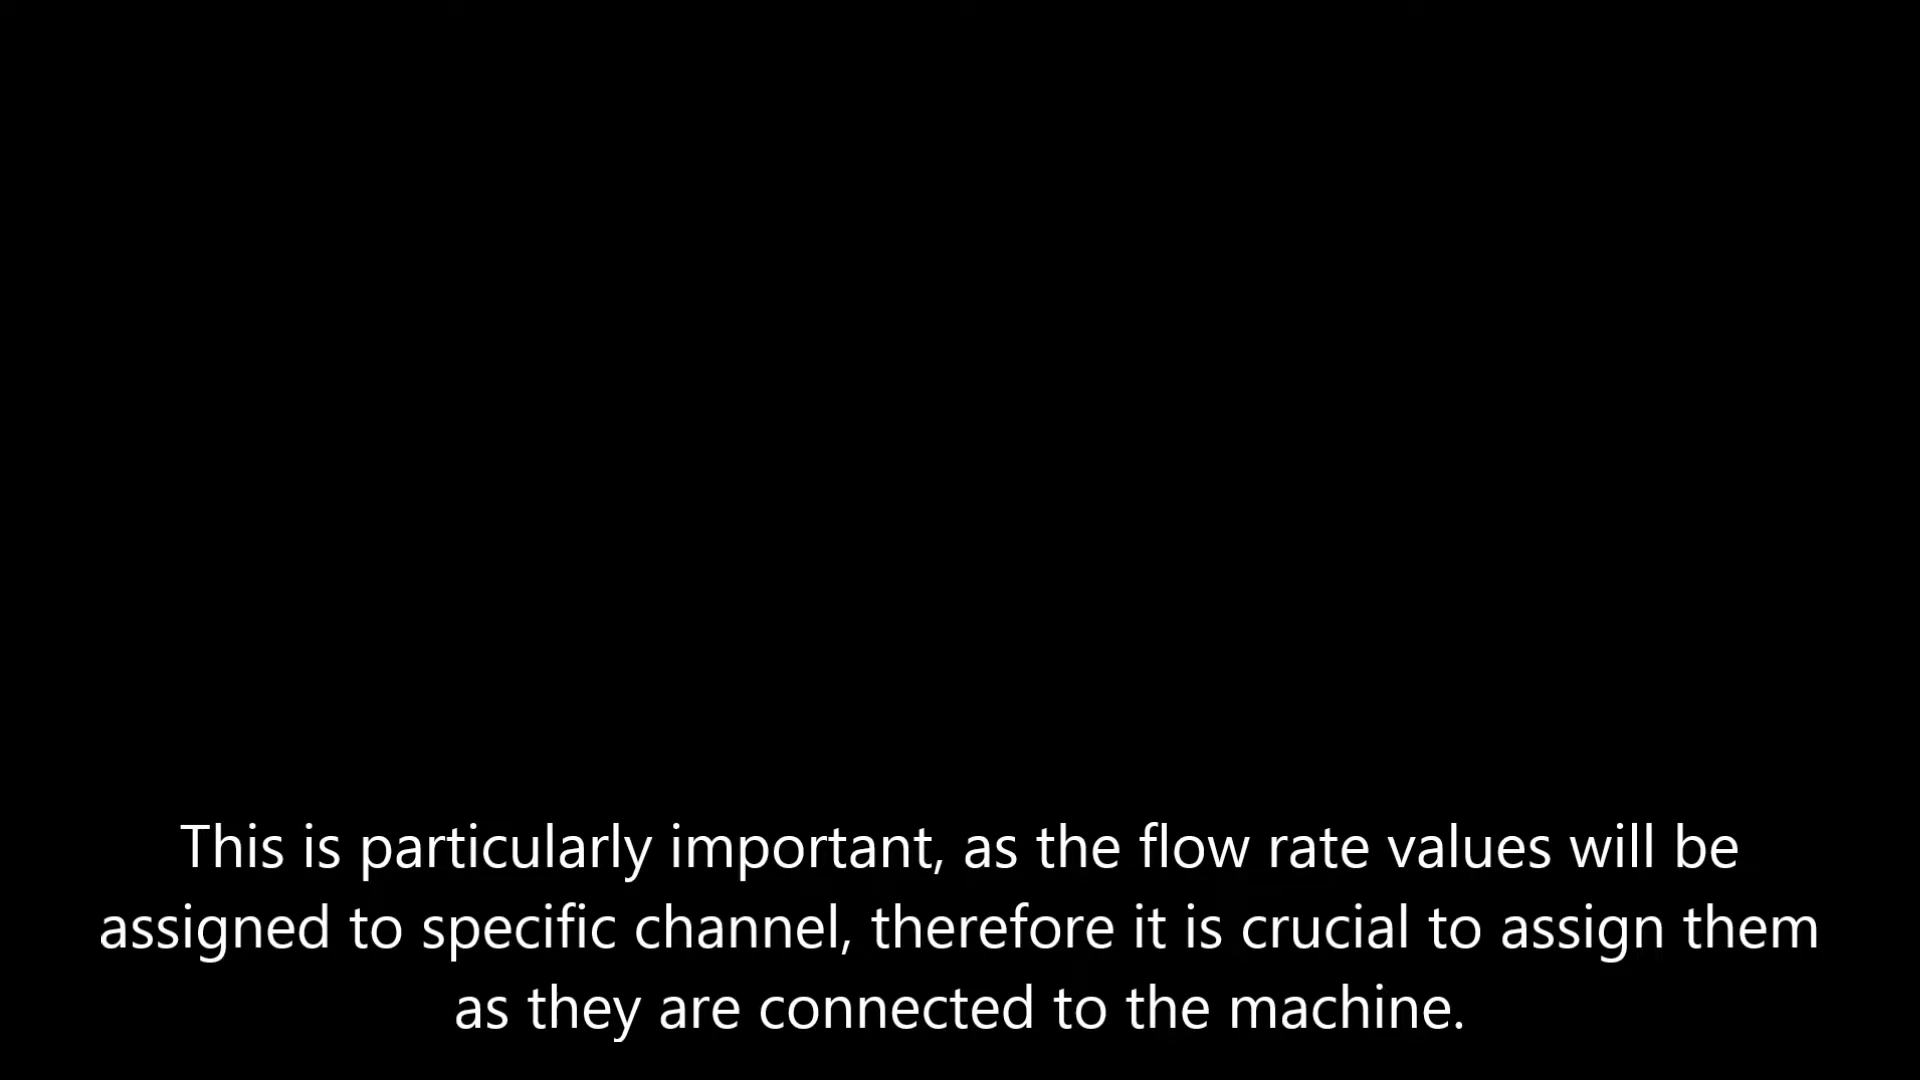 This is particularly important, as the flow rate values will be
assigned to specific channel, therefore it is crucial to assign them
as they are connected to the machine.